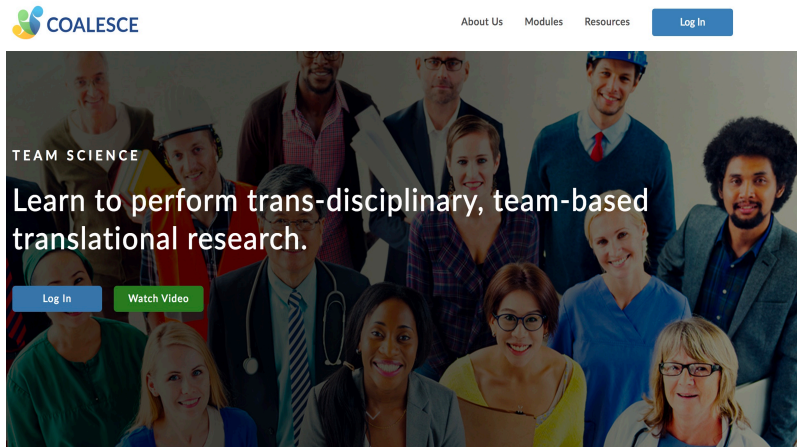 COALESCE
About Us
Modules
Resources
Log In
TEAM SCIENCE
Learn to perform trans-disciplinary, team-based
translational research.
Log In
Watch Video